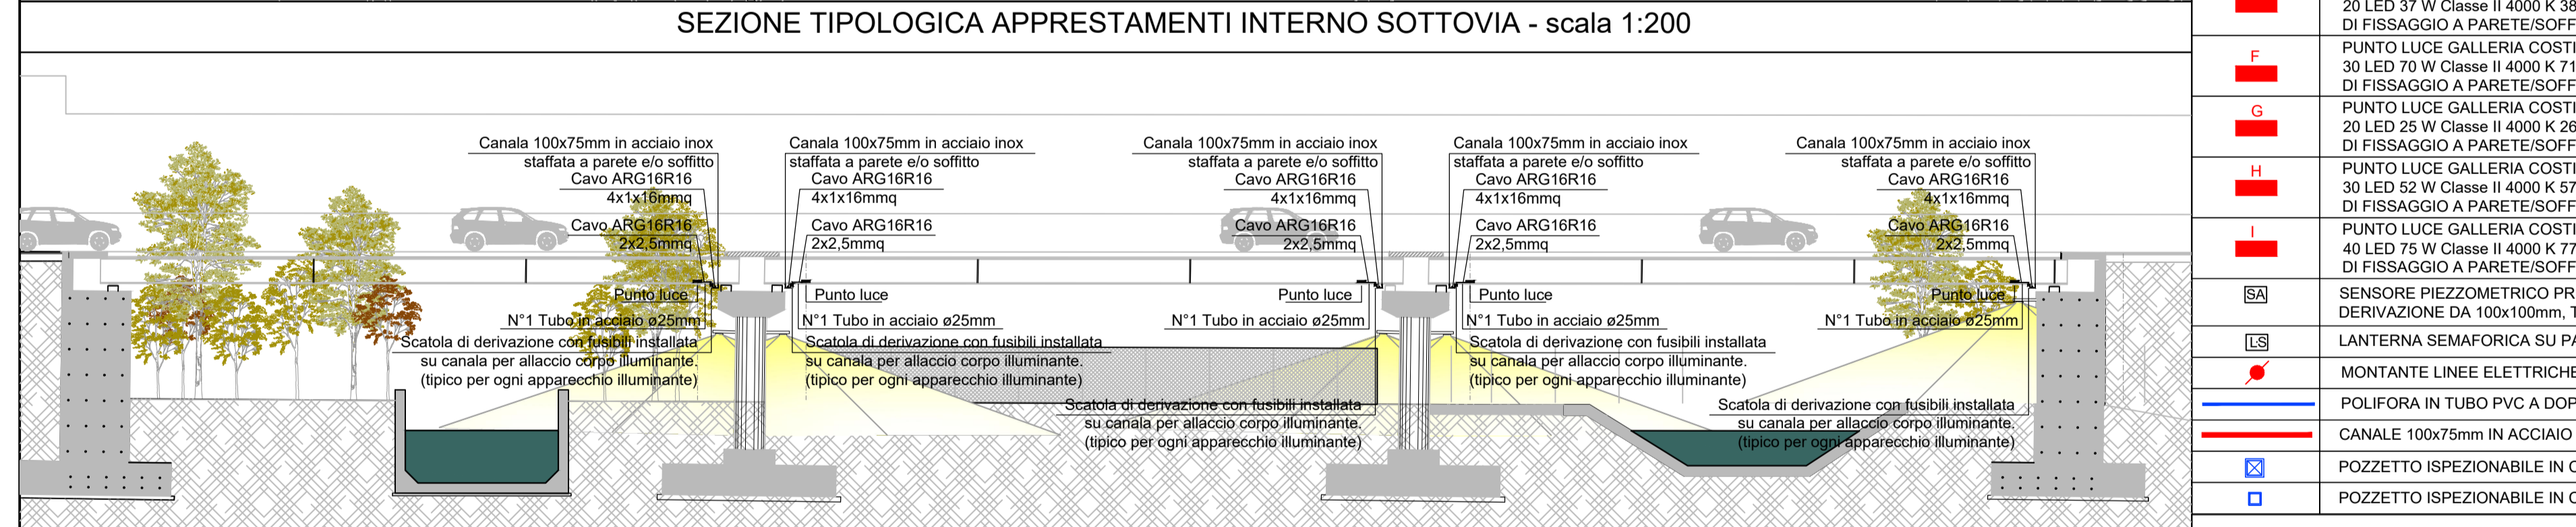 SEZIONE TIPOLOGICA APPRESTAMENTI INTERNO SOTTOVIA - scala 1:200
Canala 100x75mm in acciaio inox
staffata a parete e/o soffitto
Cavo ARG16R16
4x1x16mmq
Cavo ARG16R16
2x2,5mmq
Punto luce
N°1 Tubo in acciaio ø25mm
Scatola di derivazione con fusibili installata
su canala per allaccio corpo illuminante.
(tipico per ogni apparecchio illuminante)
Canala 100x75mm in acciaio inox
staffata a parete e/o soffitto
Cavo ARG16R16
4x1x16mmq
Cavo ARG16R16
2x2,5mmq
Punto luce
N°1 Tubo in acciaio ø25mm
Scatola di derivazione con fusibili installata
su canala per allaccio corpo illuminante.
(tipico per ogni apparecchio illuminante)
Canala 100x75mm in acciaio inox
staffata a parete e/o soffitto
Cavo ARG16R16
4x1x16mmq
Cavo ARG16R16
2x2,5mmq
Punto luce
N°1 Tubo in acciaio ø25mm
Scatola di derivazione con fusibili installata
su canala per allaccio corpo illuminante.
(tipico per ogni apparecchio illuminante)
Canala 100x75mm in acciaio inox
staffata a parete e/o soffitto
Cavo ARG16R16
4x1x16mmq
Cavo ARG16R16
2x2,5mmq
Punto luce
N°1 Tubo in acciaio ø25mm
Scatola di derivazione con fusibili installata
su canala per allaccio corpo illuminante.
(tipico per ogni apparecchio illuminante)
Canala 100x75mm in acciaio inox
staffata a parete e/o soffitto
Cavo ARG16R16
4x1x16mmq
Cavo ARG16R16
2x2,5mmq
Punto luce
N°1 Tubo in acciaio ø25mm
Scatola di derivazione con fusibili installata
su canala per allaccio corpo illuminante.
(tipico per ogni apparecchio illuminante)
20 LED 37 W Classe II 4000 K 38
DI FISSAGGIO A PARETE/SOFF
F
PUNTO LUCE GALLERIA COSTI
30 LED 70 W Classe II 4000 K 71
DI FISSAGGIO A PARETE/SOFF
G
PUNTO LUCE GALLERIA COSTI
20 LED 25 W Classe II 4000 K 26
DI FISSAGGIO A PARETE/SOFF
H
PUNTO LUCE GALLERIA COSTI
30 LED 52 W Classe II 4000 K 57
DI FISSAGGIO A PARETE/SOFF
I
PUNTO LUCE GALLERIA COSTI
40 LED 75 W Classe II 4000 K 77
DI FISSAGGIO A PARETE/SOFF
SA
SENSORE PIEZZOMETRICO PR
DERIVAZIONE DA 100x100mm, T
LS
LANTERNA SEMAFORICA SU PA
MONTANTE LINEE ELETTRICHE
POLIFORA IN TUBO PVC A DOP
CANALE 100x75mm IN ACCIAIO
POZZETTO ISPEZIONABILE IN C
POZZETTO ISPEZIONABILE IN C